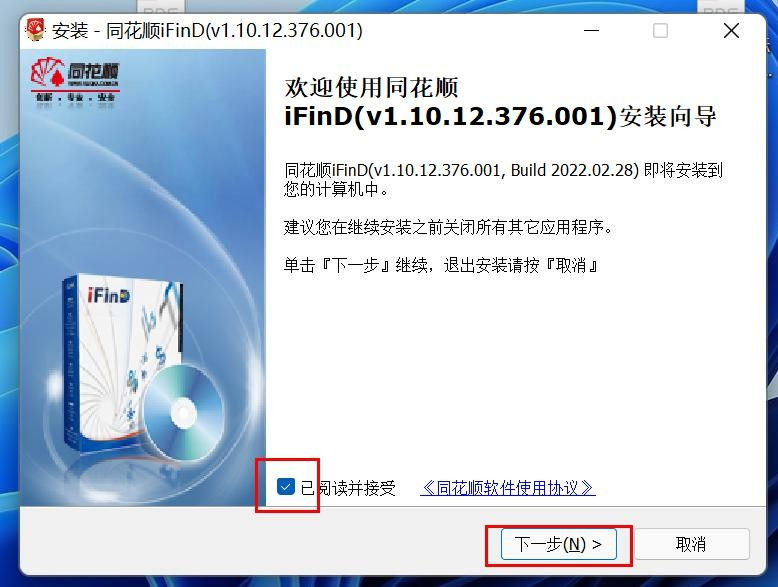 安装 - 同花顺iFinD(v1.10.12.376.001)
同花顺
创新 . 专业 . 安全
欢迎使用同花顺
iFinD(v1.10.12.376.001)安装向导
同花顺iFinD(v1.10.12.376.001, Build 2022.02.28) 即将安装到
您的计算机中。
建议您在继续安装之前关闭所有其它应用程序。
单击『下一步』继续，退出安装请按『取消』
iFinD
已阅读并接受 《同花顺软件使用协议》
下一步(N) > 取消